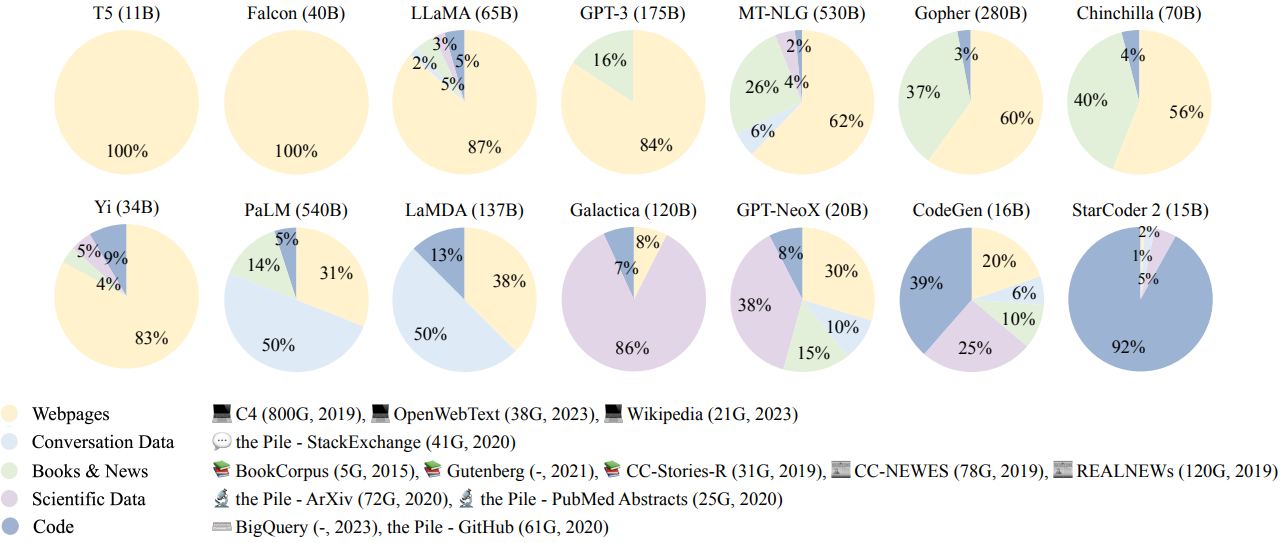 T5 (11B) Falcon (40B) LLaMA (65B) GPT-3 (175B) MT-NLG (530B) Gopher (280B) Chinchilla (70B)
100%
100%
3% 5% 2% 5% 87%
16% 84%
2% 4% 26% 6% 62%
3% 37% 60%
4% 40% 56%
Yi (34B) PaLM (540B) LaMDA (137B) Galactica (120B) GPT-NeoX (20B) CodeGen (16B) StarCoder 2 (15B)
5% 9% 4% 83%
5% 14% 31% 50%
13% 38% 50%
8% 7% 86%
8% 30% 38% 10% 15%
39% 20% 6% 10% 25%
2% 1% 5% 92%
Webpages C4 (800G, 2019), OpenWebText (38G, 2023), Wikipedia (21G, 2023)
Conversation Data the Pile - StackExchange (41G, 2020)
Books & News BookCorpus (5G, 2015), Gutenberg (-, 2021), CC-Stories-R (31G, 2019), CC-NEWES (78G, 2019), REALNEWs (120G, 2019)
Scientific Data the Pile - ArXiv (72G, 2020), the Pile - PubMed Abstracts (25G, 2020)
Code BigQuery (-, 2023), the Pile - GitHub (61G, 2020)